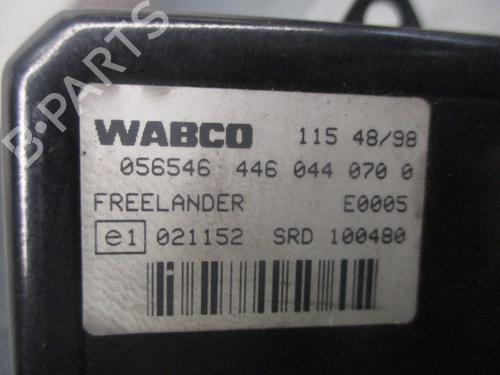 B-PARTS
WABCO 115 48/98
056546 446 044 070 0
FREELANDER E0005
e1 021152 SRD 100480